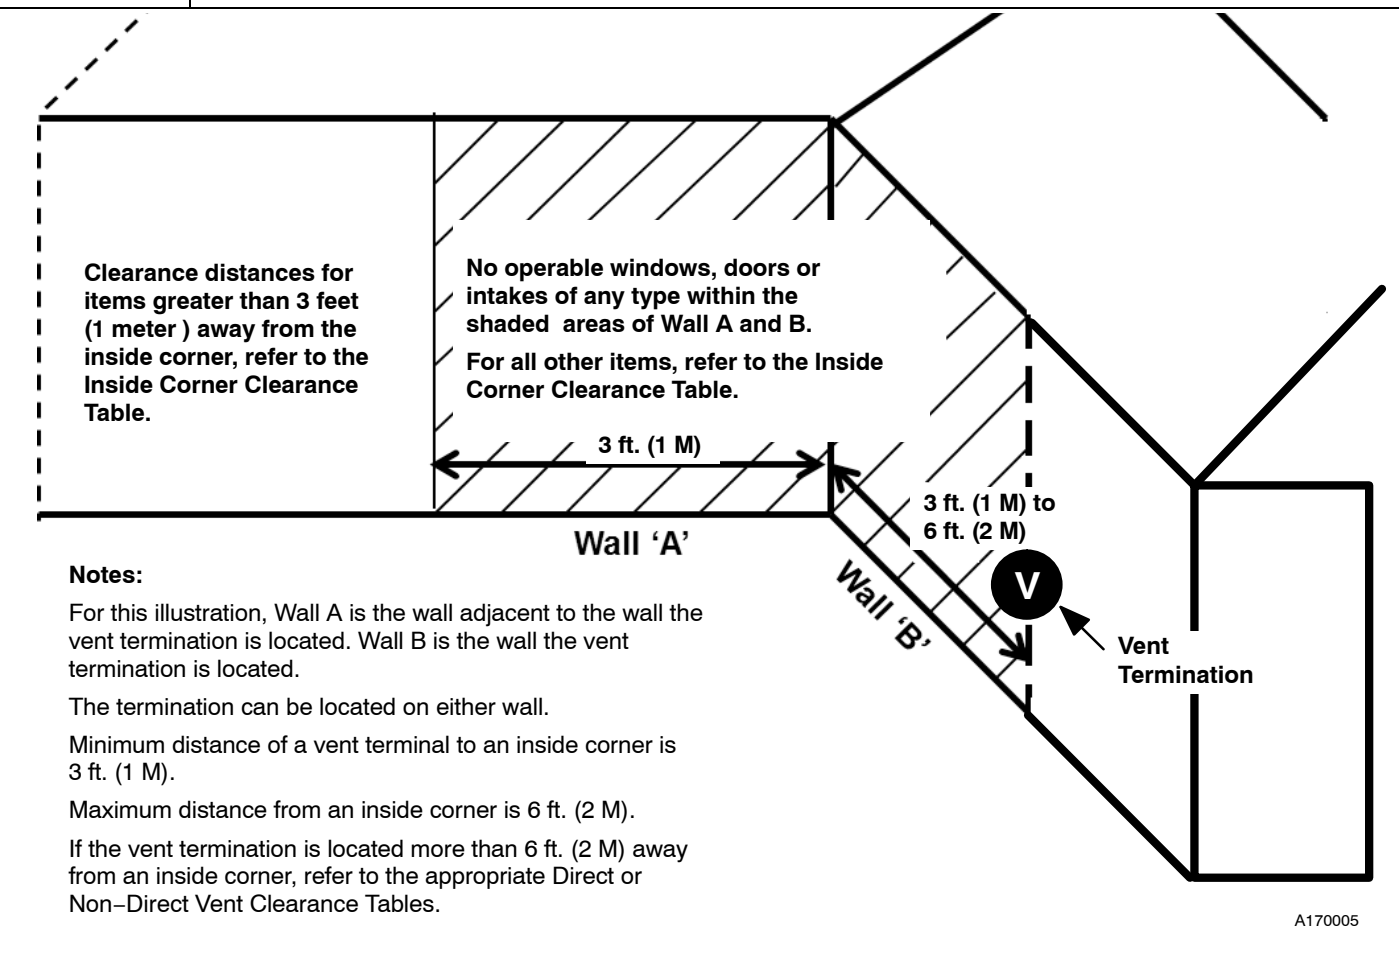 Clearance distances for
items greater than 3 feet
(1 meter ) away from the
inside corner, refer to the
Inside Corner Clearance
Table.
No operable windows, doors or
intakes of any type within the
shaded areas of Wall A and B.
For all other items, refer to the Inside
Corner Clearance Table.
3 ft. (1 M)
3 ft. (1 M) to
6 ft. (2 M)
Wall ‘A’
Wall ‘B’
V
Vent
Termination
Notes:
For this illustration, Wall A is the wall adjacent to the wall the
vent termination is located. Wall B is the wall the vent
termination is located.
The termination can be located on either wall.
Minimum distance of a vent terminal to an inside corner is
3 ft. (1 M).
Maximum distance from an inside corner is 6 ft. (2 M).
If the vent termination is located more than 6 ft. (2 M) away
from an inside corner, refer to the appropriate Direct or
Non−Direct Vent Clearance Tables.
A170005